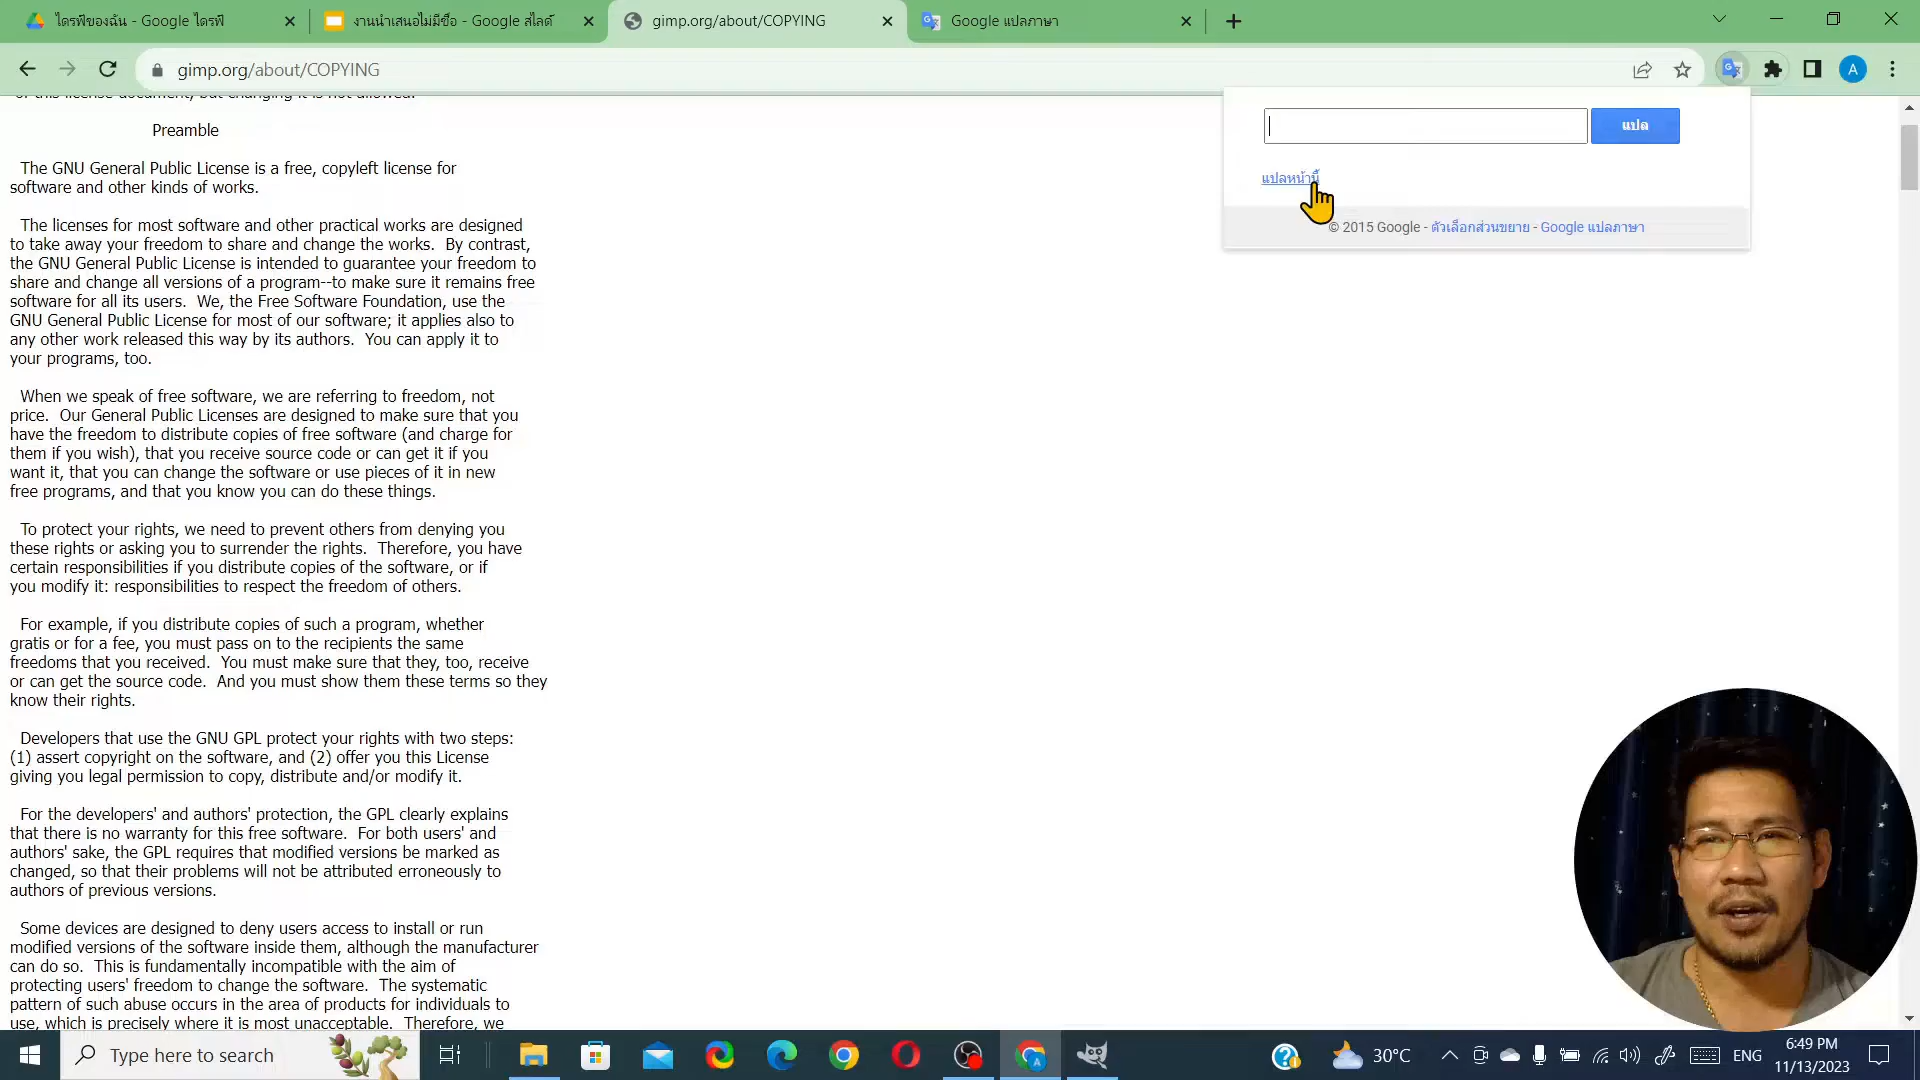 ไดรฟ์ของฉัน - Google ไดรฟ์
งานนำเสนอไม่มีชื่อ - Google สไลด์
gimp.org/about/COPYING
Google แปลภาษา
gimp.org/about/COPYING
A
of this license document, but changing it is not allowed.
Preamble
The GNU General Public License is a free, copyleft license for
software and other kinds of works.
The licenses for most software and other practical works are designed
to take away your freedom to share and change the works.  By contrast,
the GNU General Public License is intended to guarantee your freedom to
share and change all versions of a program--to make sure it remains free
software for all its users.  We, the Free Software Foundation, use the
GNU General Public License for most of our software; it applies also to
any other work released this way by its authors.  You can apply it to
your programs, too.
When we speak of free software, we are referring to freedom, not
price.  Our General Public Licenses are designed to make sure that you
have the freedom to distribute copies of free software (and charge for
them if you wish), that you receive source code or can get it if you
want it, that you can change the software or use pieces of it in new
free programs, and that you know you can do these things.
To protect your rights, we need to prevent others from denying you
these rights or asking you to surrender the rights.  Therefore, you have
certain responsibilities if you distribute copies of the software, or if
you modify it: responsibilities to respect the freedom of others.
For example, if you distribute copies of such a program, whether
gratis or for a fee, you must pass on to the recipients the same
freedoms that you received.  You must make sure that they, too, receive
or can get the source code.  And you must show them these terms so they
know their rights.
Developers that use the GNU GPL protect your rights with two steps:
(1) assert copyright on the software, and (2) offer you this License
giving you legal permission to copy, distribute and/or modify it.
For the developers' and authors' protection, the GPL clearly explains
that there is no warranty for this free software.  For both users' and
authors' sake, the GPL requires that modified versions be marked as
changed, so that their problems will not be attributed erroneously to
authors of previous versions.
Some devices are designed to deny users access to install or run
modified versions of the software inside them, although the manufacturer
can do so.  This is fundamentally incompatible with the aim of
protecting users' freedom to change the software.  The systematic
pattern of such abuse occurs in the area of products for individuals to
use, which is precisely where it is most unacceptable.  Therefore, we
แปล
แปลหน้านี้
© 2015 Google - ตัวเลือกส่วนขยาย - Google แปลภาษา
Type here to search
30°C
ENG
6:49 PM
11/13/2023